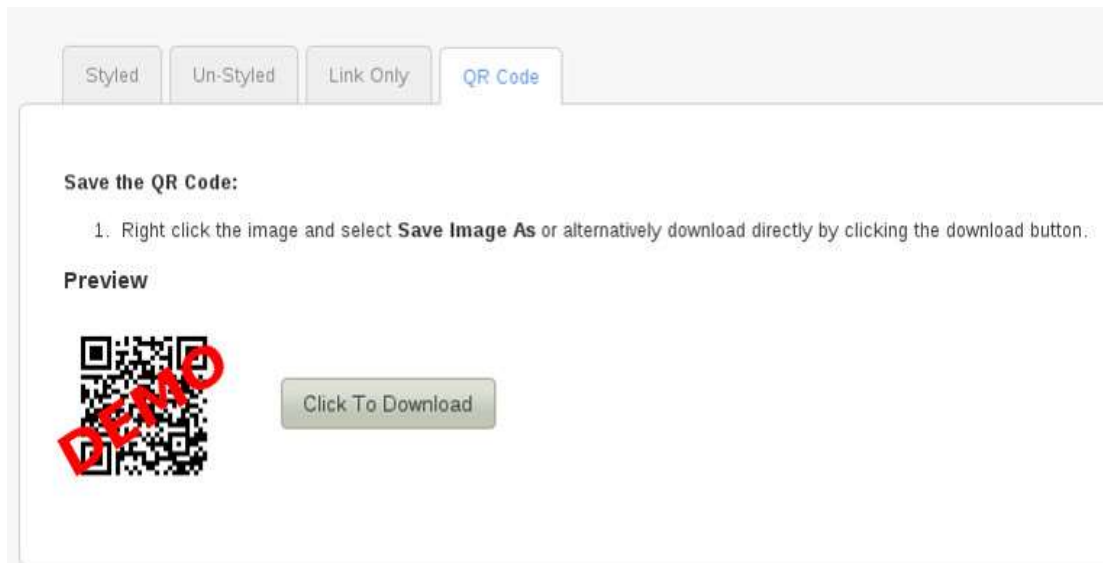 Styled Un-Styled Link Only QR Code
Save the QR Code:
1. Right click the image and select Save Image As or alternatively download directly by clicking the download button.
Preview
DEMO
Click To Download